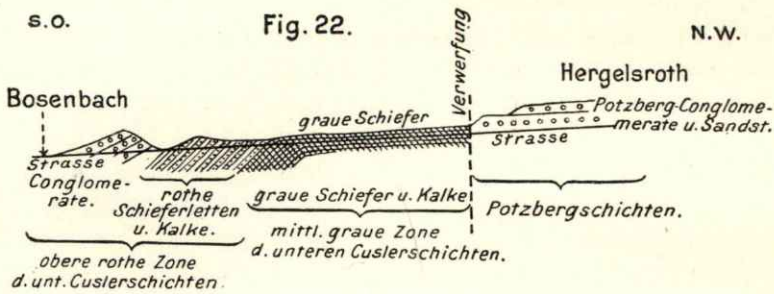 S.O.
Fig. 22.
N.W.
Verwerfung
Hergelsroth
Bosenbach
graue Schiefer
Potzberg-Conglome-
merate u. Sandst.
Strasse
Strasse
Conglome-
rate.
rothe
Schieferletten
u. Kalke.
graue Schiefer u. Kalke
Potzbergschichten.
mittl. graue Zone
d. unteren Cuslerschichten.
obere rothe Zone
d. unt. Cuslerschichten